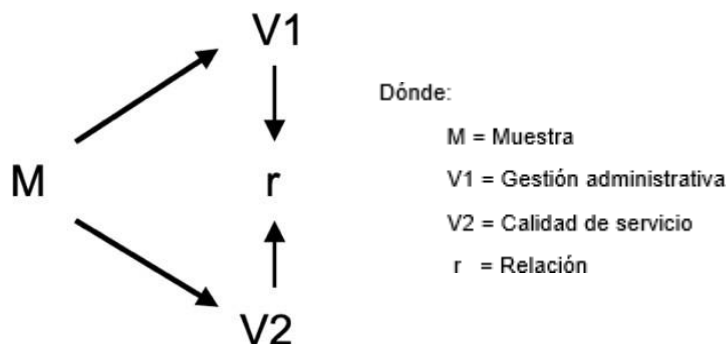 V1
Dónde:
M = Muestra
M
r
V1 = Gestión administrativa
V2 = Calidad de servicio
r = Relación
V2